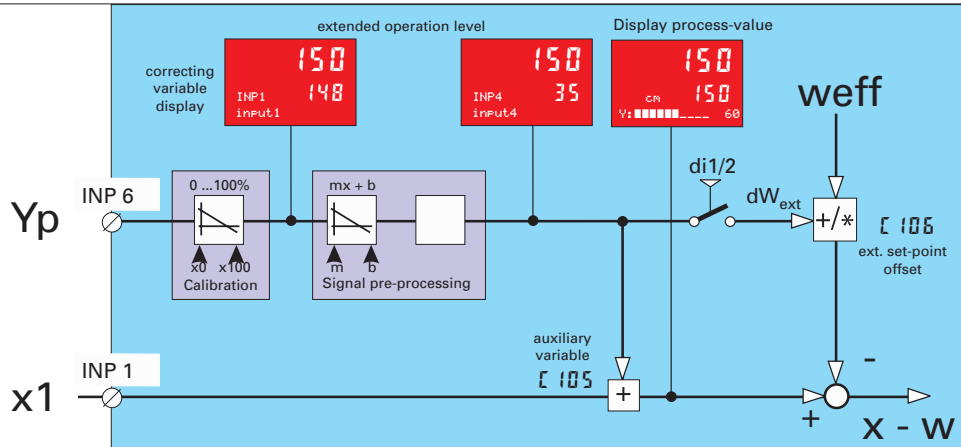 extended operation level
Display process-value
correcting
variable
display
150
INP1 148
input1
150
INP4 35
input4
150
cm 150
Y:■■■■■■____ 60
weff
di1/2
INP 6
0 ...100%
mx + b
Yp
dWext
+/*
C 106
ext. set-point
offset
x0 x100
Calibration
m b
Signal pre-processing
auxiliary
variable
C 105
INP 1
x1
+
+
-
x - w